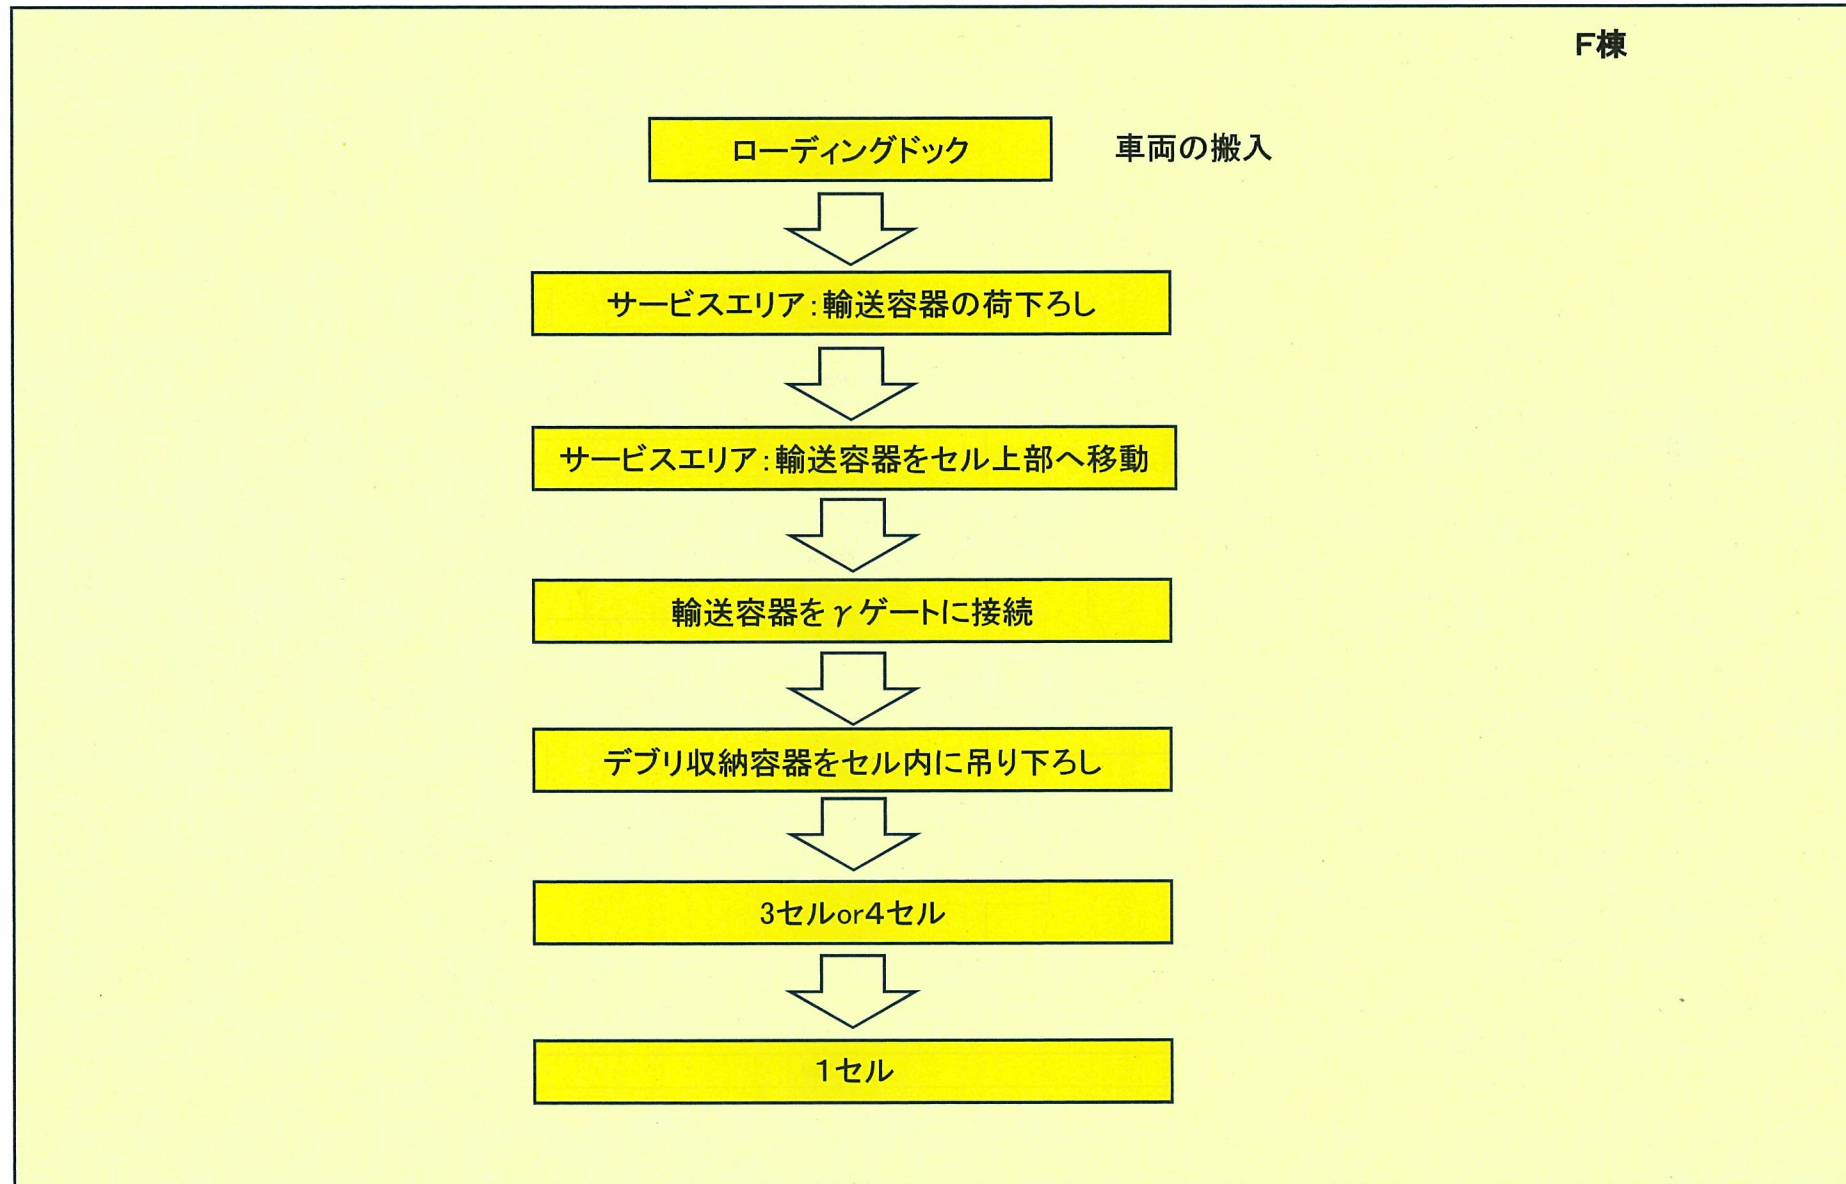 F棟
ローディングドック 車両の搬入
サービスエリア:輸送容器の荷下ろし
サービスエリア:輸送容器をセル上部へ移動
輸送容器をγゲートに接続
デブリ収納容器をセル内に吊り下ろし
3セルor4セル
1セル